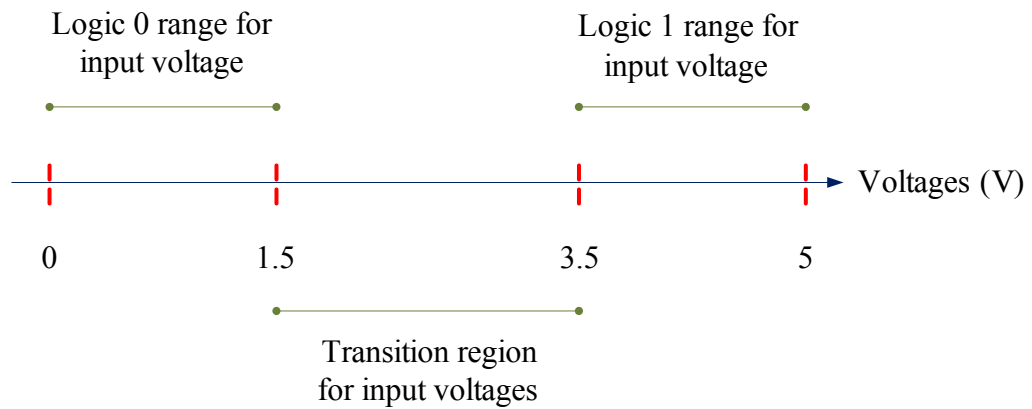 Logic 0 range for
input voltage
Logic 1 range for
input voltage
Voltages (V)
0
1.5
3.5
5
Transition region
for input voltages